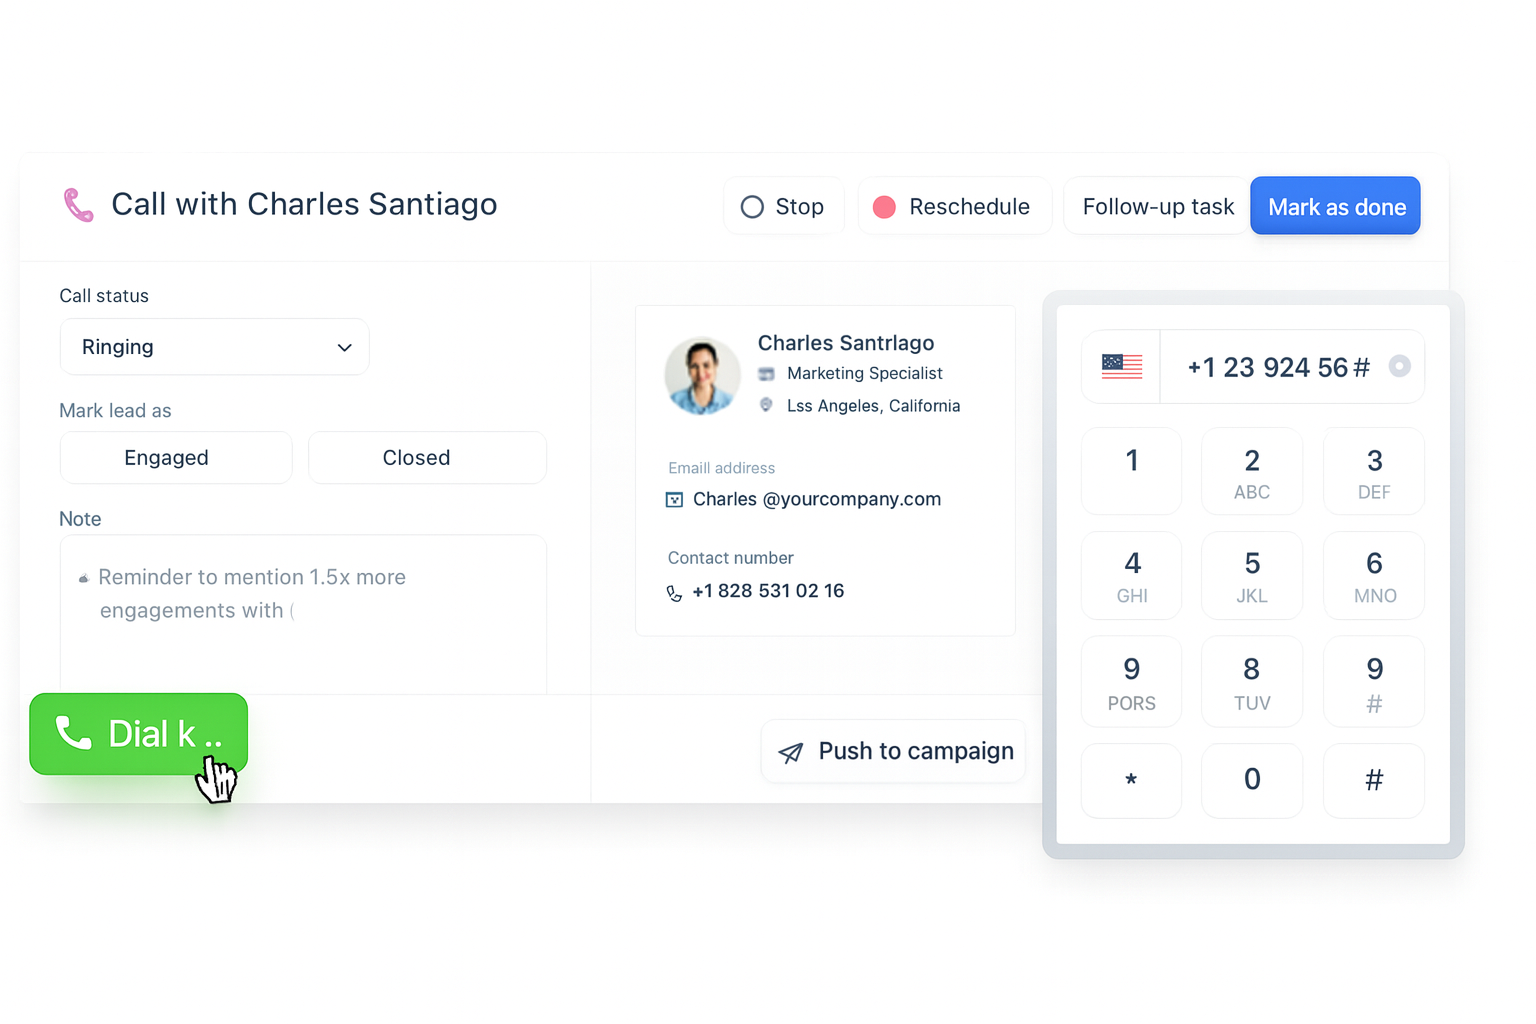 Call with Charles Santiago
Stop
Reschedule
Follow-up task
Mark as done
Call status
Ringing
Mark lead as
Engaged
Closed
Note
Reminder to mention 1.5x more
engagements with (
Dial k ..
Charles Santrlago
Marketing Specialist
Lss Angeles, California
Emaill address
Charles @yourcompany.com
Contact number
+1 828 531 02 16
Push to campaign
+1 23 924 56 #
1
2
ABC
3
DEF
4
GHI
5
JKL
6
MNO
9
PORS
8
TUV
9
#
*
0
#